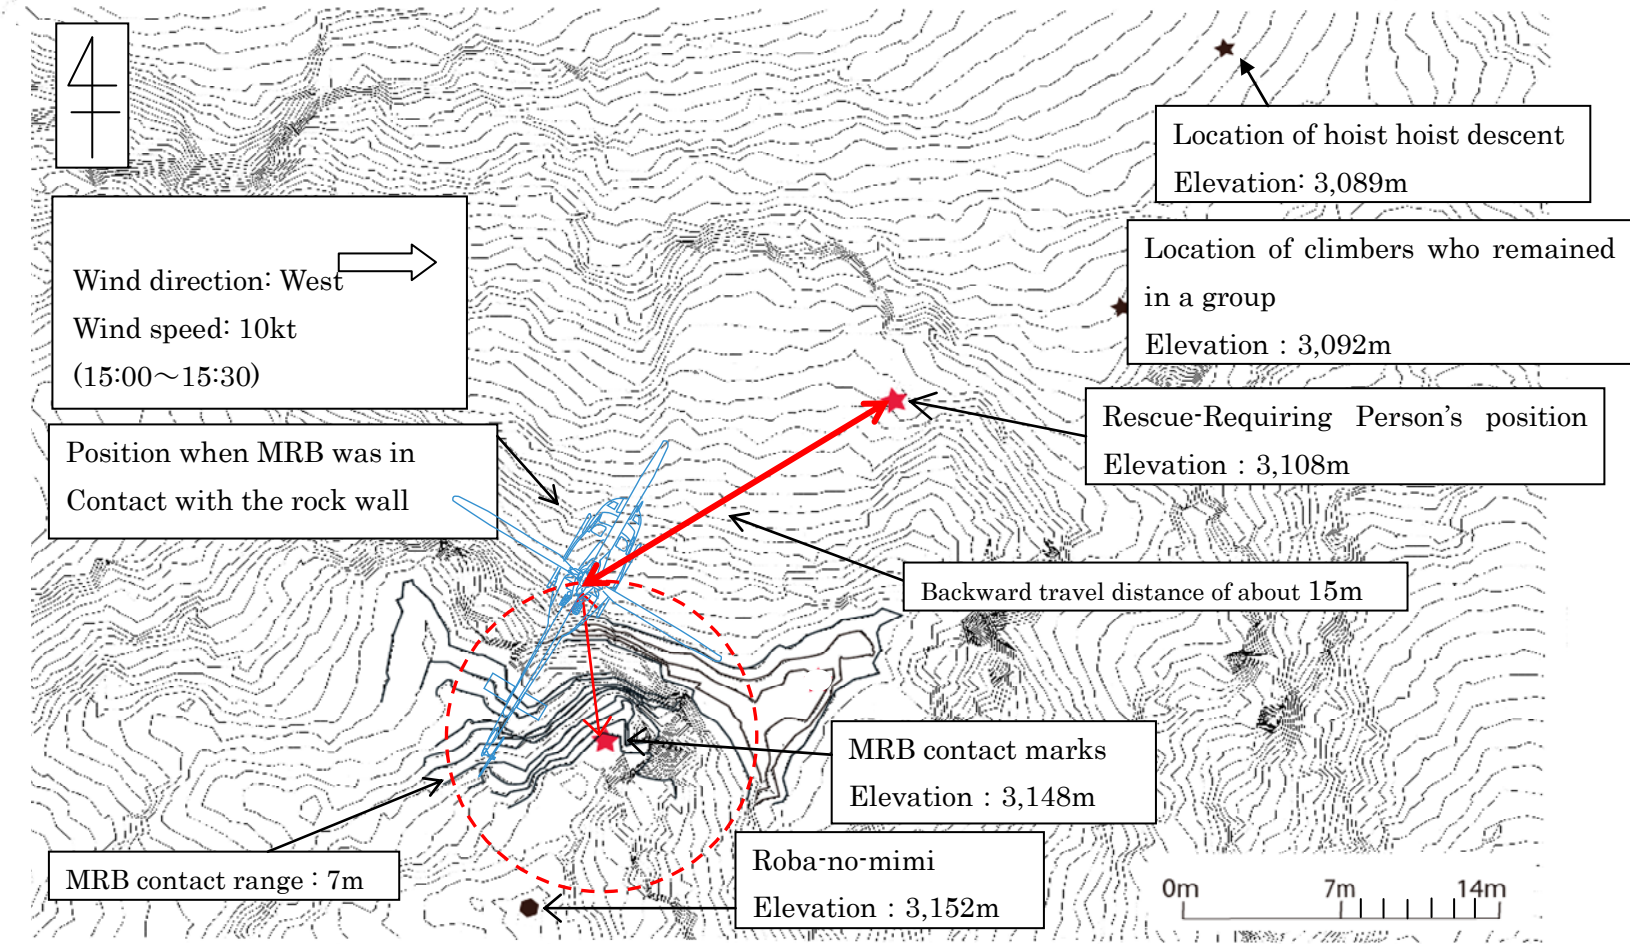 Location of hoist hoist descent
Elevation: 3,089m
Wind direction: West
Wind speed: 10kt
(15:00～15:30)
Location of climbers who remained
in a group
Elevation：3,092m
Rescue-Requiring Person's position
Elevation：3,108m
Position when MRB was in
Contact with the rock wall
Backward travel distance of about 15m
MRB contact marks
Elevation：3,148m
MRB contact range : 7m
Roba-no-mimi
Elevation：3,152m
0m 7m 14m